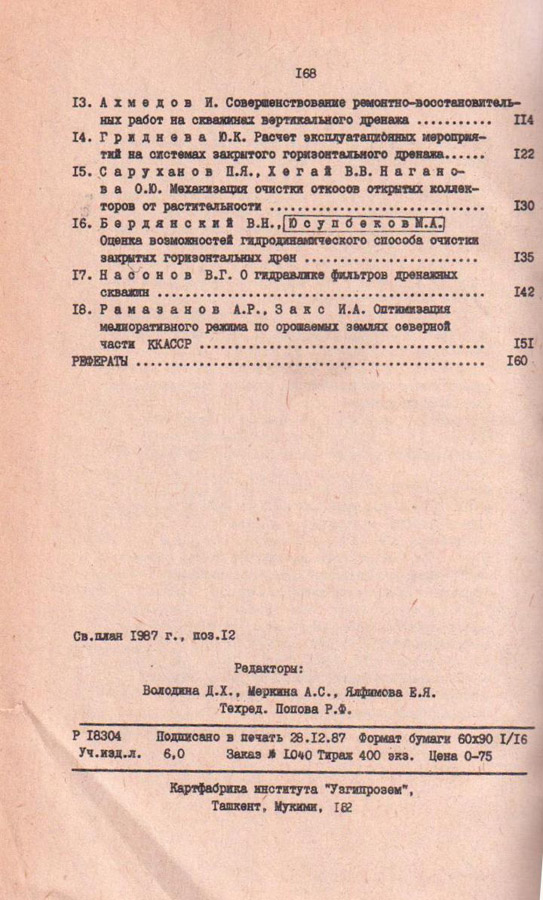 168
13. А х м е д о в И. Совершенствование ремонтно-восстановитель-
ных работ на скважинах вертикального дренажа ........... 114
14. Г р и д н е в а Ю.К. Расчет эксплуатационных мероприя-
тий на системах закрытого горизонтального дренажа...... 122
15. С а р у х а н о в П.Я., Х е г а й В.В. Н а г а н о -
в а О.Ю. Механизация очистки откосов открытых коллек-
торов от растительности ................................. 130
16. Б е р д я н с к и й В.Н., Ю с у п б е к о в М.А.
Оценка возможностей гидродинамического способа очистки
закрытых горизонтальных дрен ........................... 135
17. Н а с о н о в В.Г. О гидравлике фильтров дренажных
скважин ................................................. 142
18. Р а м а з а н о в А.Р., З а к с И.А. Оптимизация
мелиоративного режима по орошаемых землях северной
части ККАССР ........................................... 151
РЕФЕРАТЫ .................................................... 160
Св.план 1987 г., поз.12
Редакторы:
Володина Д.Х., Меркина А.С., Ялфимова Е.Я.
Техред. Попова Р.Ф.
Р 18304 Подписано в печать 28.12.87 Формат бумаги 60х90 1/16
Уч.изд.л. 6,0 Заказ № 1040 Тираж 400 экз. Цена 0-75
Картфабрика института "Узгипрозем",
Ташкент, Мукими, 182